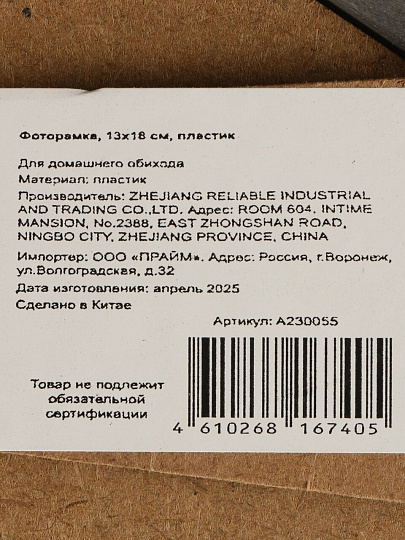 Фоторамка, 13х18 см, пластик
Для домашнего обихода
Материал: пластик
Производитель: ZHEJIANG RELIABLE INDUSTRIAL
AND TRADING CO.,LTD. Адрес: ROOM 604, INTIME
MANSION, No.2388, EAST ZHONGSHAN ROAD,
NINGBO CITY, ZHEJIANG PROVINCE, CHINA
Импортер: ООО «ПРАЙМ». Адрес: Россия, г.Воронеж,
ул.Волгоградская, д.32
Дата изготовления: апрель 2025
Сделано в Китае
Артикул: А230055
Товар не подлежит
обязательной
сертификации
4 610268 167405